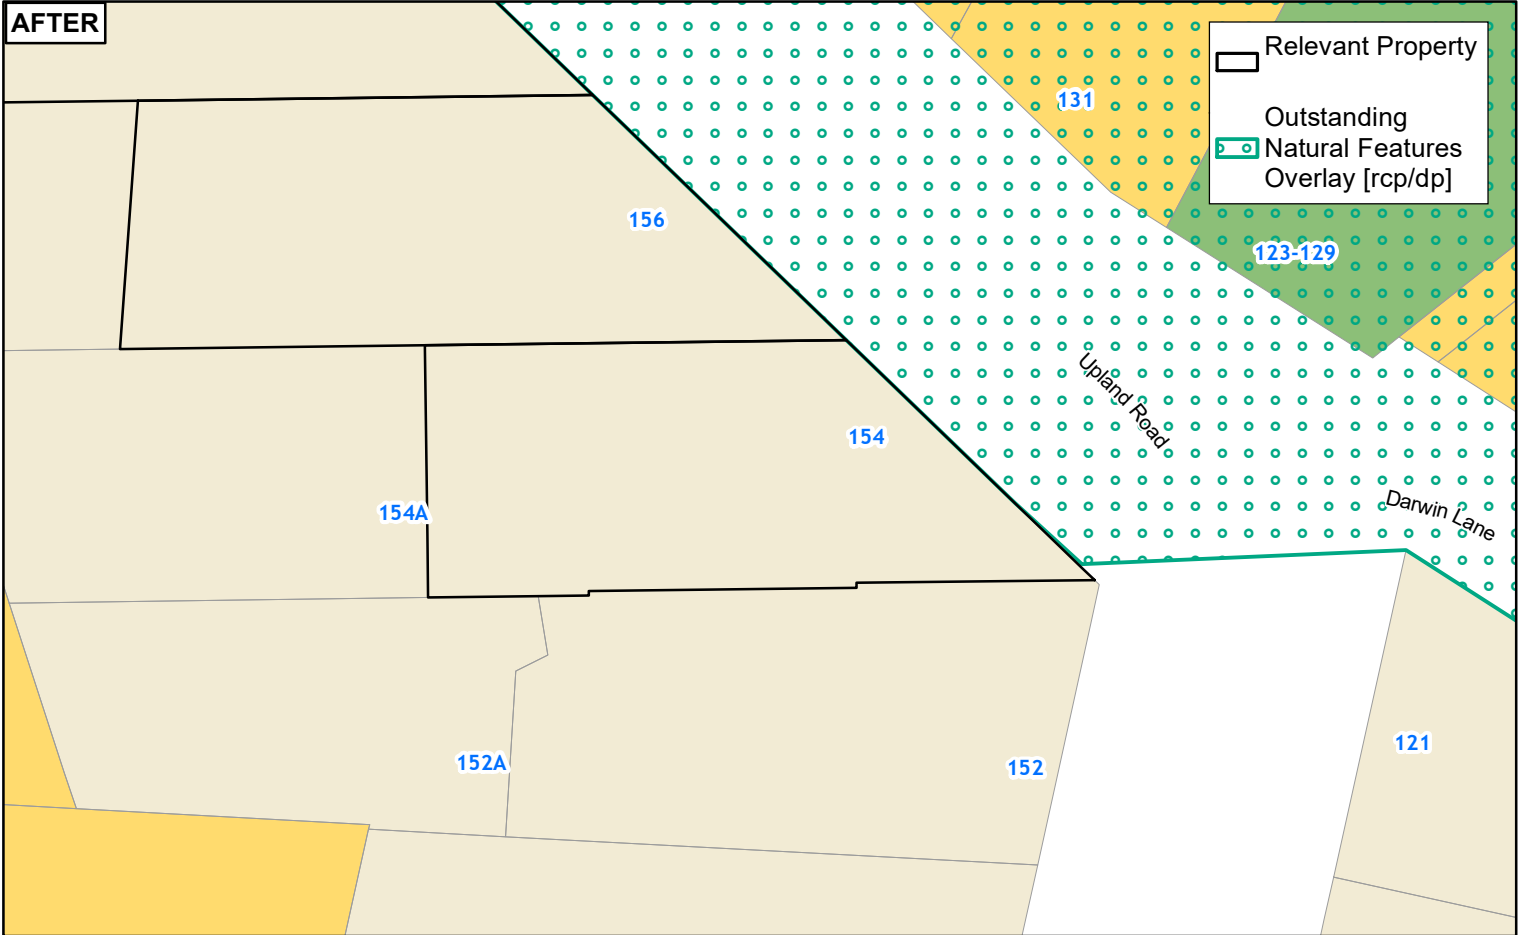 AFTER
Relevant Property
Outstanding
Natural Features
Overlay [rcp/dp]
131
156
123-129
Upland Road
154
154A
Darwin Lane
152A
152
121